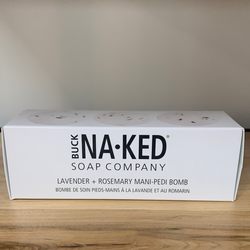 BUCK
NA•KED®
SOAP COMPANY
LAVENDER + ROSEMARY MANI-PEDI BOMB
BOMBE DE SOIN PIEDS-MAINS À LA LAVANDE ET AU ROMARIN